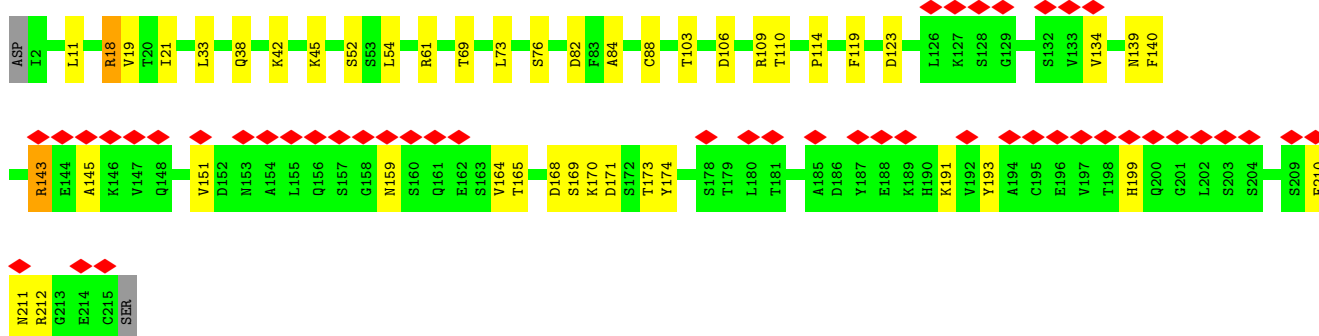 ASP I2 L11 R18 V19 T20 I21 L33 Q38 K42 K45 S52 S53 L54 R61 T69 L73 S76 D82 F83 A84 C88 T103 D106 R109 T110 P114 F119 D123 L126 K127 S128 G129 S132 V133 V134 N139 F140
R143 E144 A145 K146 V147 Q148 V151 D152 N153 A154 L155 Q156 S157 G158 N159 S160 Q161 E162 S163 V164 T165 D168 S169 K170 D171 S172 T173 Y174 S178 T179 L180 T181 A185 D186 Y187 E188 K189 H190 K191 V192 Y193 A194 C195 E196 V197 T198 H199 Q200 G201 L202 S203 S204 S209
N211 R212 G213 E214 C215 SER